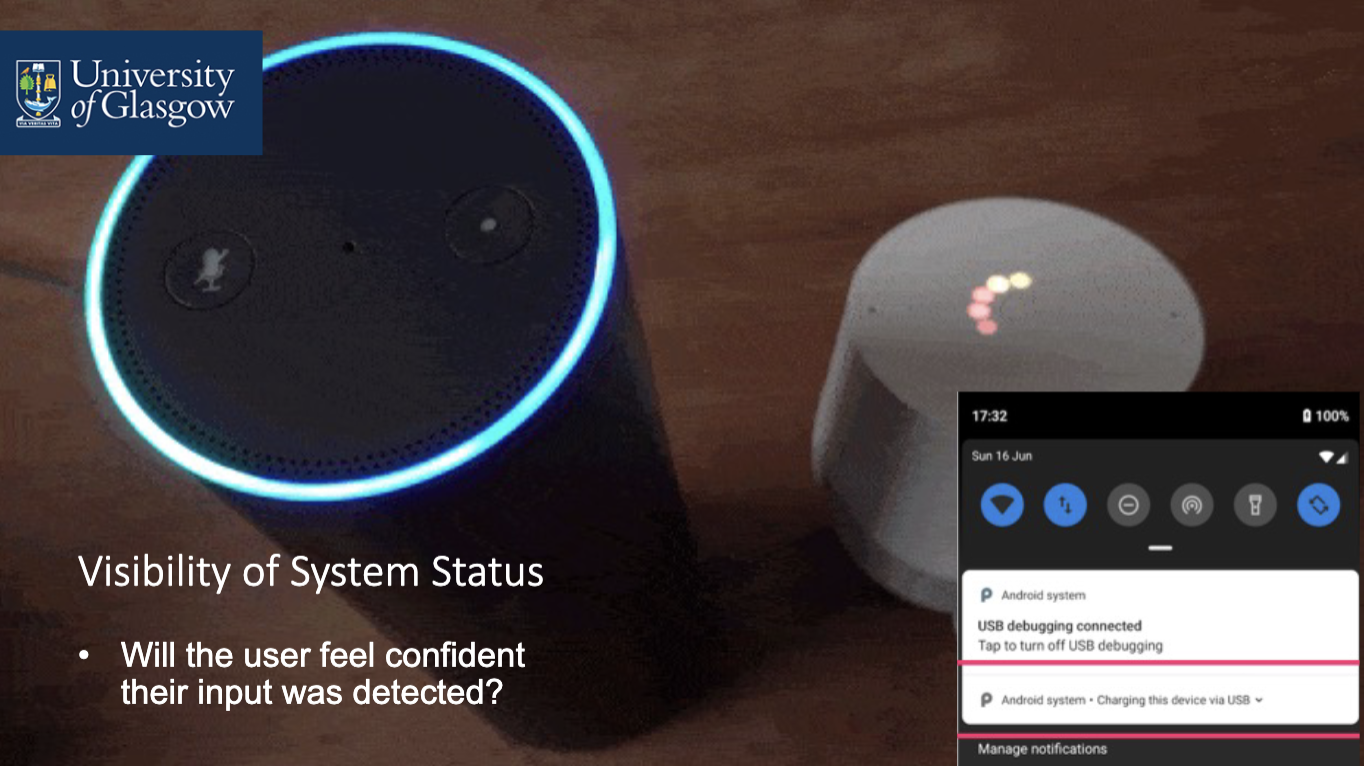 University
of Glasgow
VIA VERITAS VITA
Visibility of System Status
• Will the user feel confident
their input was detected?
17:32
100%
Sun 16 Jun
Android system
USB debugging connected
Tap to turn off USB debugging
Android system • Charging this device via USB
Manage notifications